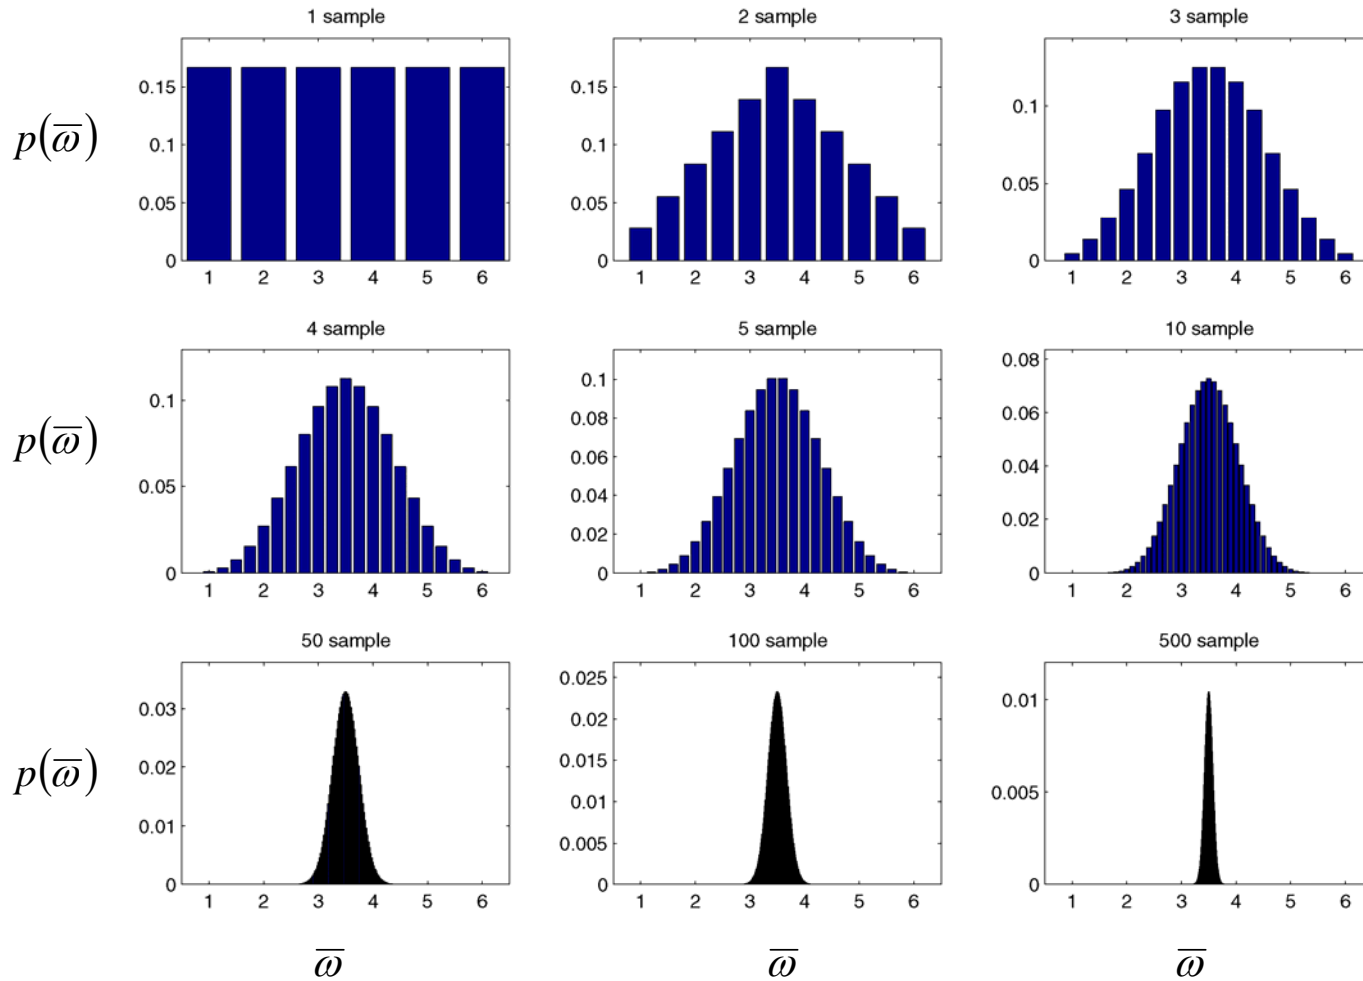 1 sample 2 sample 3 sample
p(ω̅)
0.15 0.1 0.05 0
1 2 3 4 5 6
0.15 0.1 0.05 0
1 2 3 4 5 6
0.1 0.05 0
1 2 3 4 5 6
4 sample 5 sample 10 sample
p(ω̅)
0.1 0.05 0
1 2 3 4 5 6
0.1 0.08 0.06 0.04 0.02 0
1 2 3 4 5 6
0.08 0.06 0.04 0.02 0
1 2 3 4 5 6
50 sample 100 sample 500 sample
p(ω̅)
0.03 0.02 0.01 0
1 2 3 4 5 6
0.025 0.02 0.015 0.01 0.005 0
1 2 3 4 5 6
0.01 0.005 0
1 2 3 4 5 6
ω̅ ω̅ ω̅